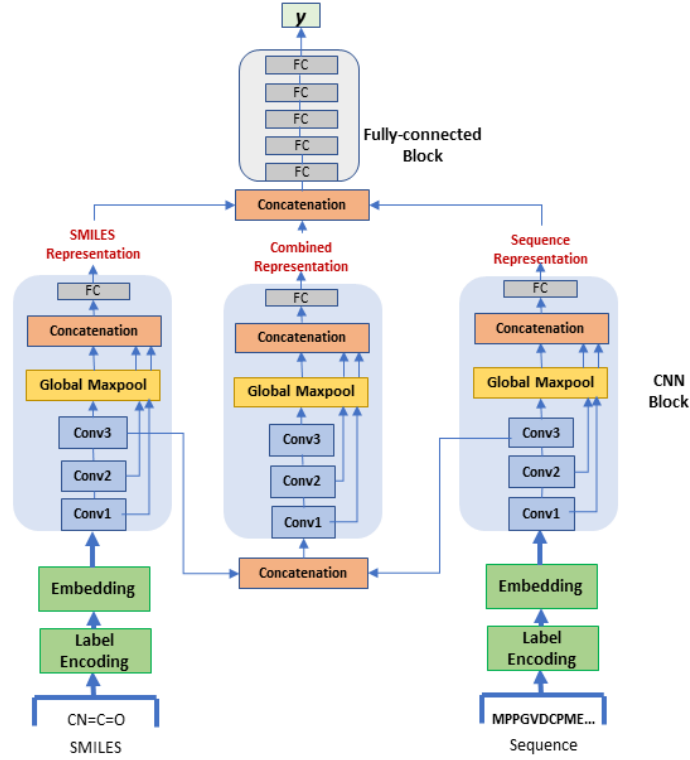 y
FC
FC
FC
FC
FC
Fully-connected
Block
Concatenation
SMILES
Representation
FC
Concatenation
Global Maxpool
Conv3
Conv2
Conv1
Embedding
Label
Encoding
CN=C=O
SMILES
Combined
Representation
FC
Concatenation
Global Maxpool
Conv3
Conv2
Conv1
Concatenation
Sequence
Representation
FC
Concatenation
Global Maxpool
Conv3
Conv2
Conv1
Embedding
Label
Encoding
MPPGVDCPME...
Sequence
CNN
Block